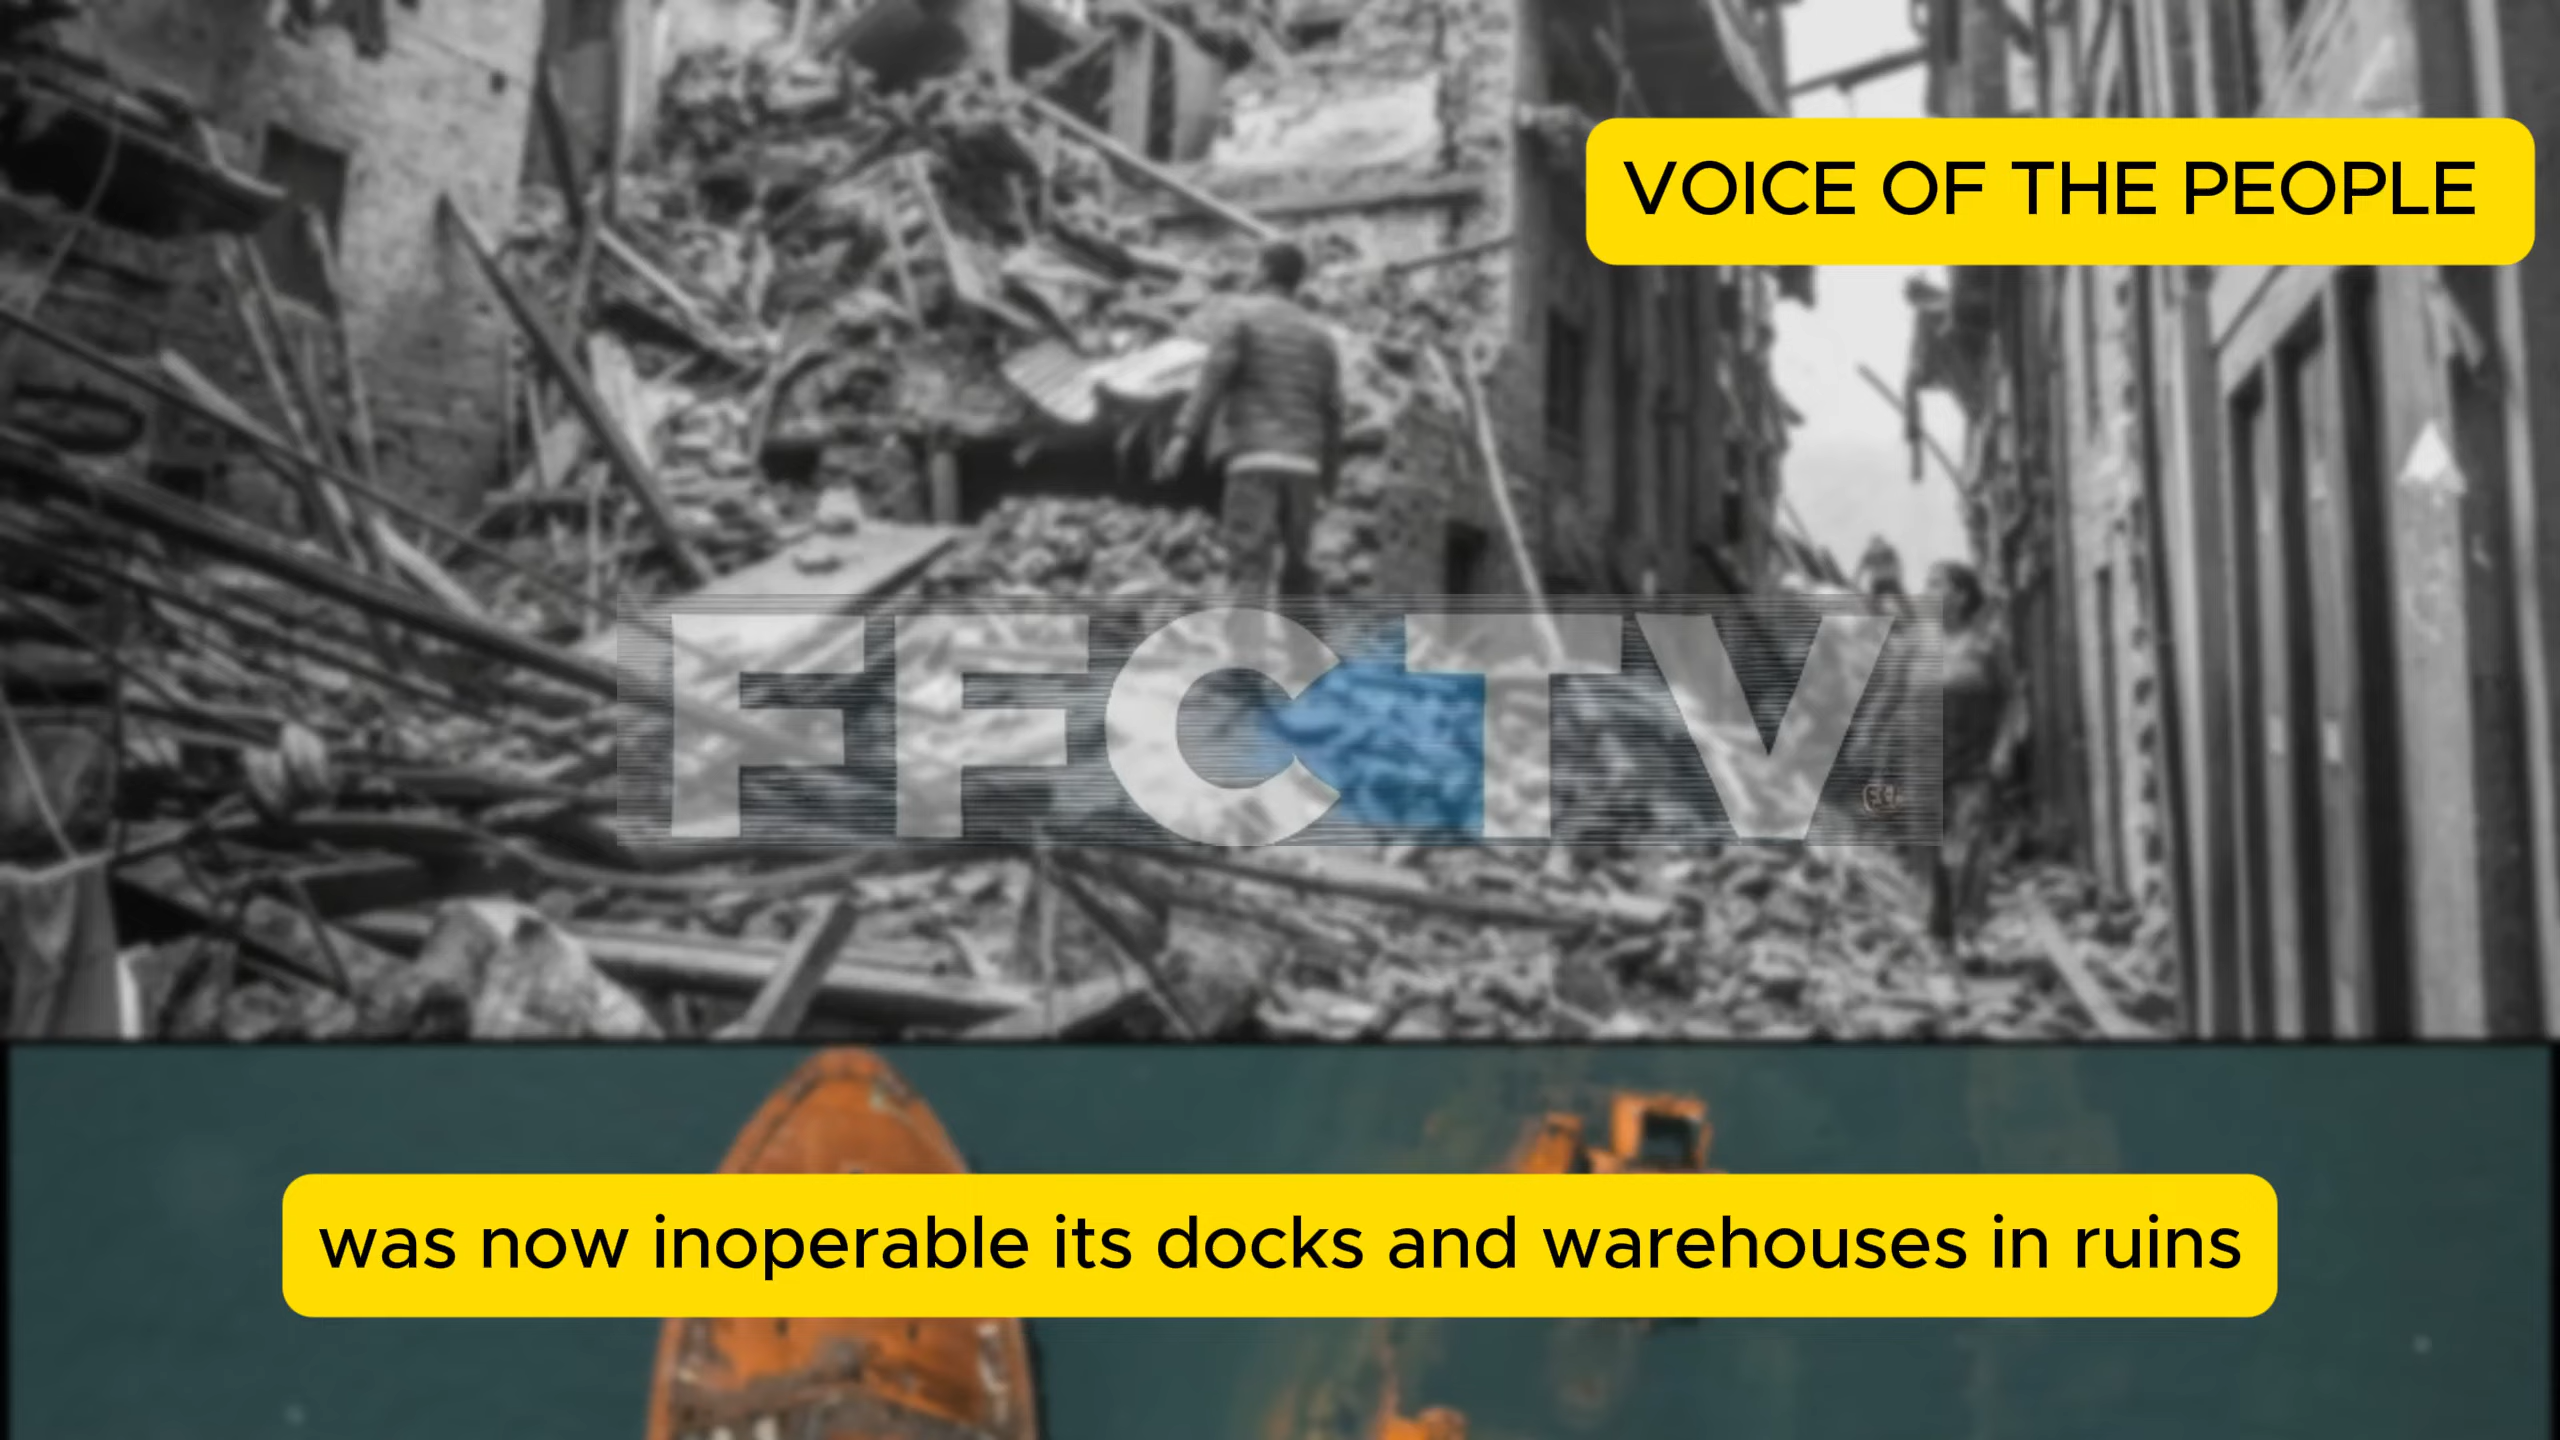 VOICE OF THE PEOPLE
FFCTV
was now inoperable its docks and warehouses in ruins